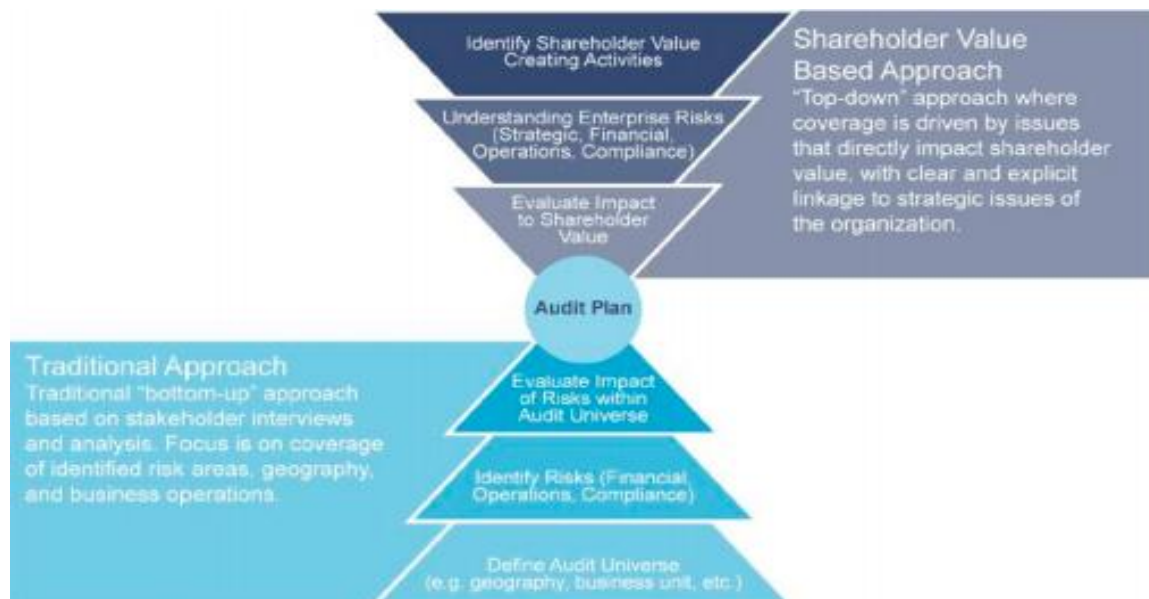 Identify Shareholder Value
Creating Activities
Understanding Enterprise Risks
(Strategic, Financial,
Operations, Compliance)
Evaluate Impact
to Shareholder
Value
Shareholder Value
Based Approach
"Top-down" approach where
coverage is driven by issues
that directly impact shareholder
value, with clear and explicit
linkage to strategic issues of
the organization.
Audit Plan
Traditional Approach
Traditional "bottom-up" approach
based on stakeholder interviews
and analysis. Focus is on coverage
of identified risk areas, geography,
and business operations.
Evaluate Impact
of Risks within
Audit Universe
Identify Risks (Financial,
Operations, Compliance)
Define Audit Universe
(e.g. geography, business unit, etc.)